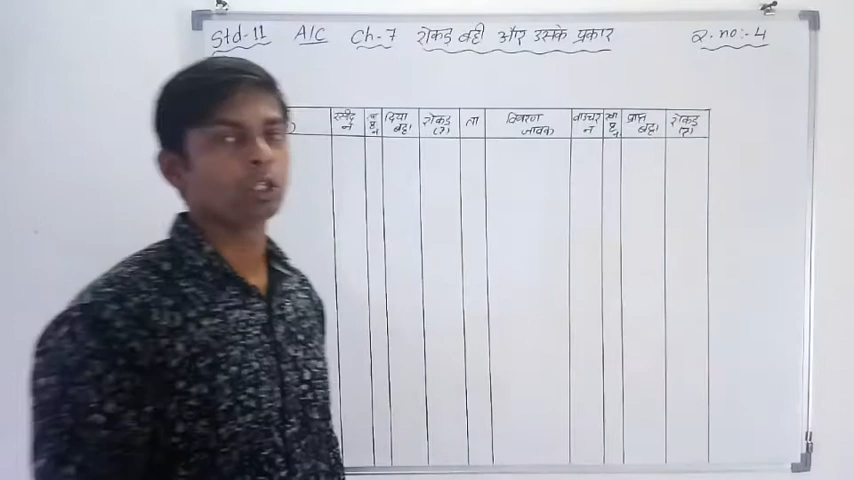 Std-11 A/C Ch-7 रोकड़ बही और उसके प्रकार Q.no:-4
रसीद नं खा पृ नं दिया बट्टा रोकड़ (₹) ता विवरण जावक वाउचर नं खा पृ नं प्राप्त बट्टा रोकड़ (₹)